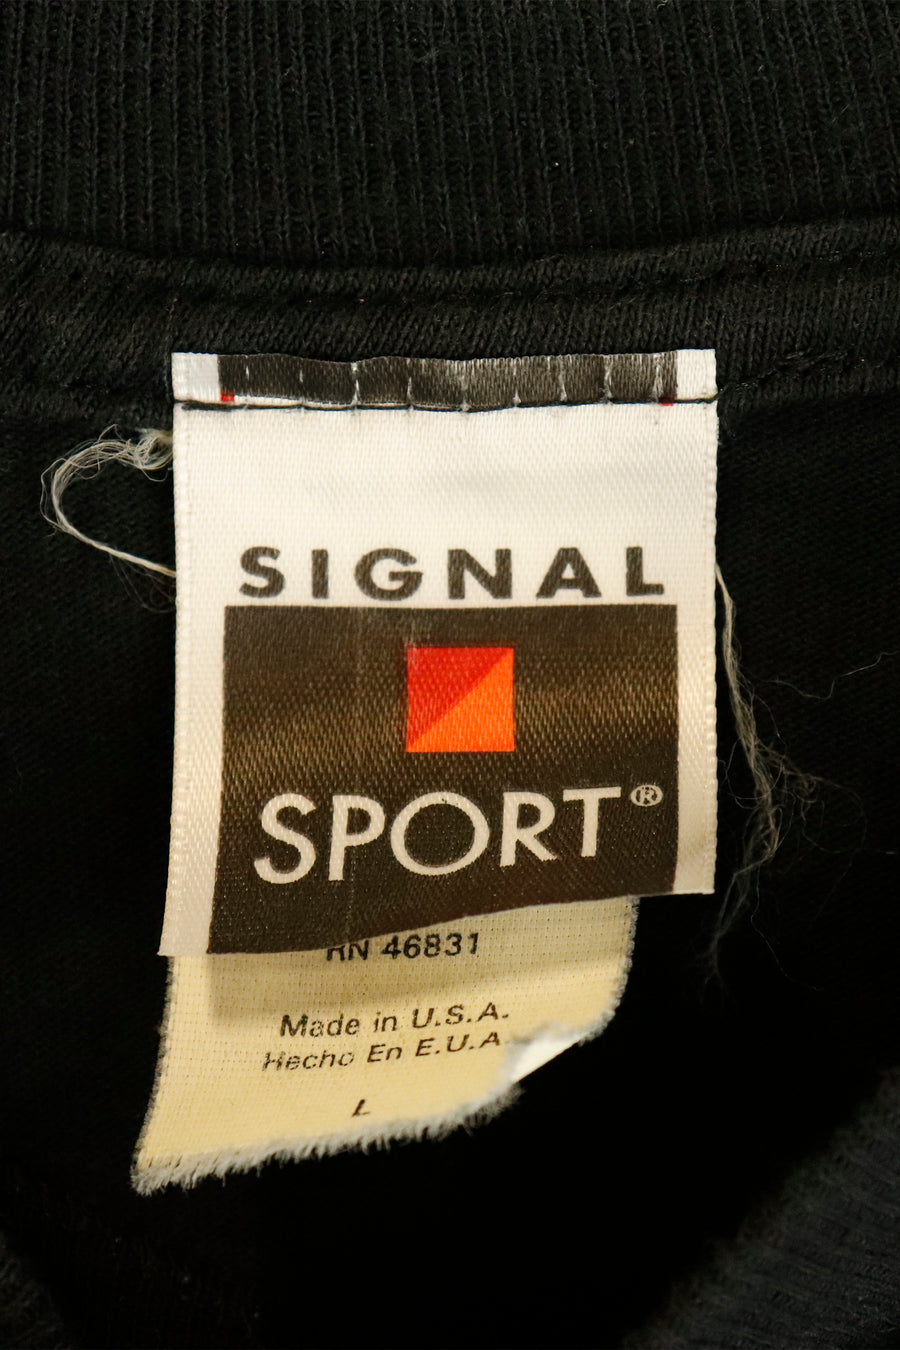 SIGNAL
SPORT®
RN 46831
Made in U.S.A.
Hecho En E.U.A.
L